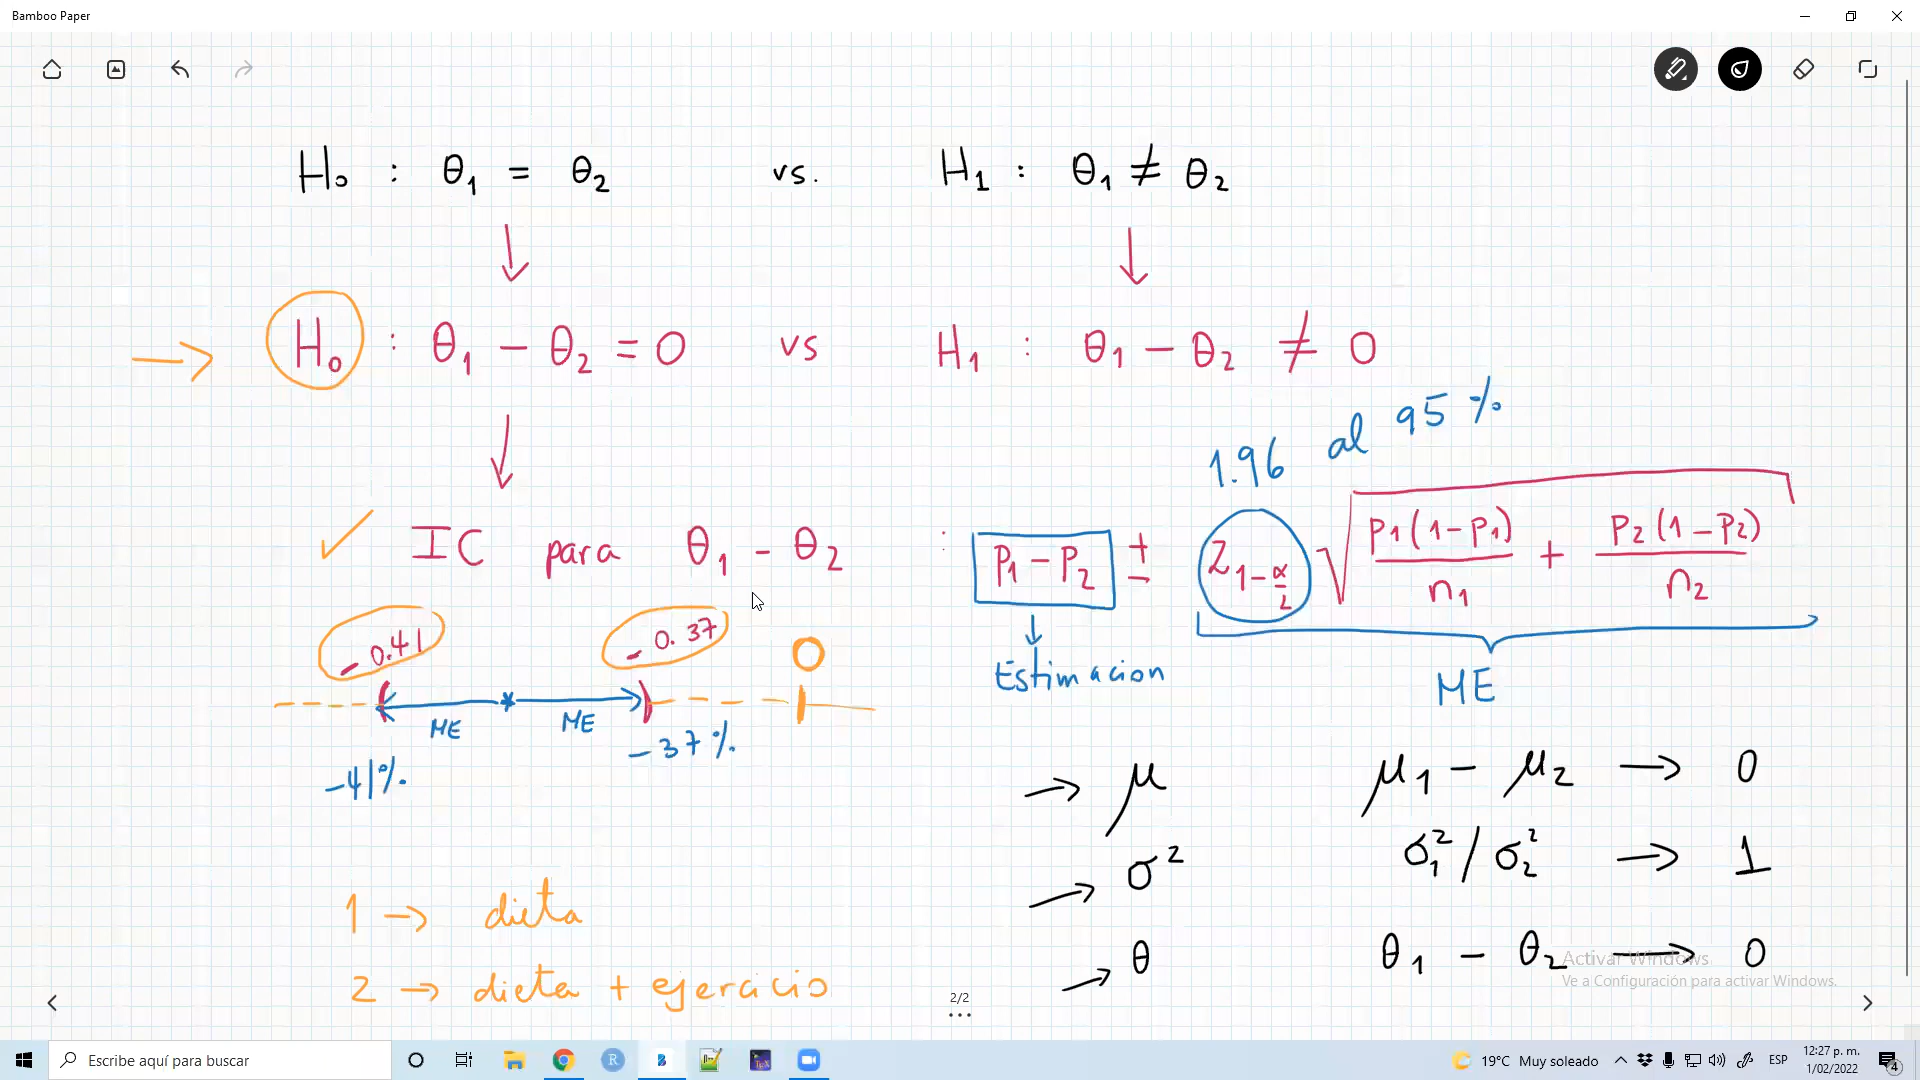 Bamboo Paper
H₀ : θ₁ = θ₂ vs. H₁ : θ₁ ≠ θ₂
H₀ : θ₁ − θ₂ = 0 vs H₁ : θ₁ − θ₂ ≠ 0
1.96 al 95 %
IC para θ₁ - θ₂ : p₁ − p₂ ± Z₁₋α/₂ √( p₁(1-p₁)/n₁ + p₂(1-p₂)/n₂ )
- 0.41 - 0.37 0
Estimacion
ME
ME ME
-41% -37%
→ μ μ₁ − μ₂ → 0
→ σ² σ₁² / σ₂² → 1
→ θ θ₁ − θ₂ → 0
1 → dieta
2 → dieta + ejercicio
Activar Windows
Ve a Configuración para activar Windows.
2/2
Escribe aquí para buscar
19°C Muy soleado
ESP
12:27 p. m.
1/02/2022
4